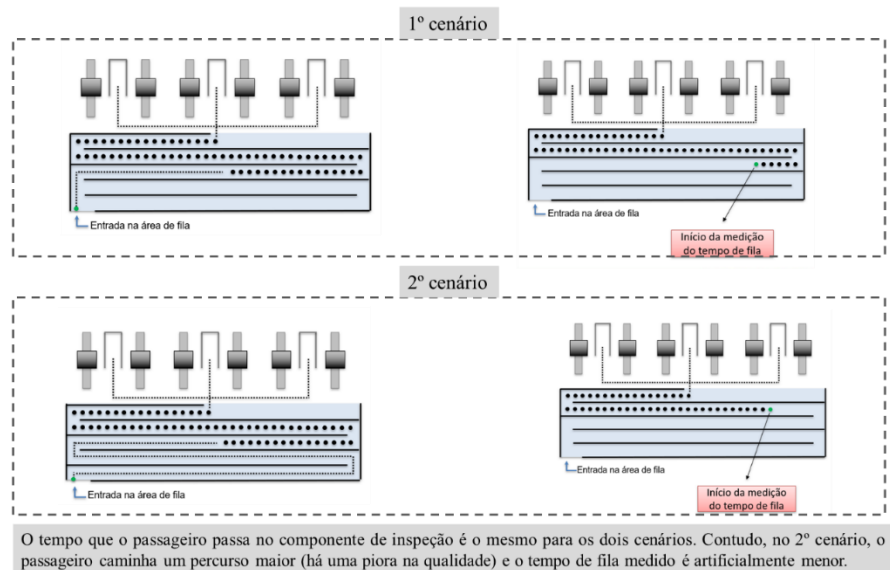 1º cenário
Entrada na área de fila
Entrada na área de fila
Início da medição
do tempo de fila
2º cenário
Entrada na área de fila
Entrada na área de fila
Início da medição
do tempo de fila
O tempo que o passageiro passa no componente de inspeção é o mesmo para os dois cenários. Contudo, no 2º cenário, o
passageiro caminha um percurso maior (há uma piora na qualidade) e o tempo de fila medido é artificialmente menor.